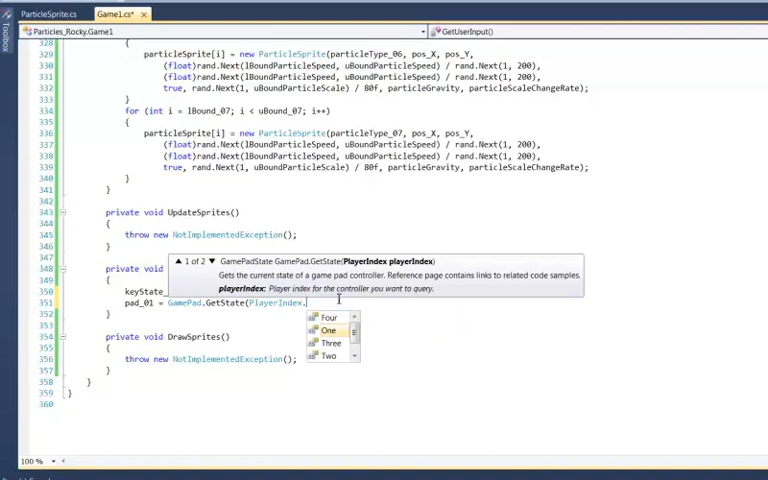 ParticleSprite.cs
Game1.cs*
Toolbox
Particles_Rocky.Game1
GetUserInput()
328 {
329 particleSprite[i] = new ParticleSprite(particleType_06, pos_X, pos_Y,
330 (float)rand.Next(lBoundParticleSpeed, uBoundParticleSpeed) / rand.Next(1, 200),
331 (float)rand.Next(lBoundParticleSpeed, uBoundParticleSpeed) / rand.Next(1, 200),
332 true, rand.Next(1, uBoundParticleScale) / 80f, particleGravity, particleScaleChangeRate);
333 }
334 for (int i = lBound_07; i < uBound_07; i++)
335 {
336 particleSprite[i] = new ParticleSprite(particleType_07, pos_X, pos_Y,
337 (float)rand.Next(lBoundParticleSpeed, uBoundParticleSpeed) / rand.Next(1, 200),
338 (float)rand.Next(lBoundParticleSpeed, uBoundParticleSpeed) / rand.Next(1, 200),
339 true, rand.Next(1, uBoundParticleScale) / 80f, particleGravity, particleScaleChangeRate);
340 }
341 }
342
343 private void UpdateSprites()
344 {
345 throw new NotImplementedException();
346 }
347
348 private void
1 of 2 GamePadState GamePad.GetState(PlayerIndex playerIndex)
Gets the current state of a game pad controller. Reference page contains links to related code samples.
playerIndex: Player index for the controller you want to query.
349 {
350 keyState_
351 pad_01 = GamePad.GetState(PlayerIndex.
352 }
Four
One
Three
Two
353
354 private void DrawSprites()
355 {
356 throw new NotImplementedException();
357 }
358 }
359 }
360
100 %